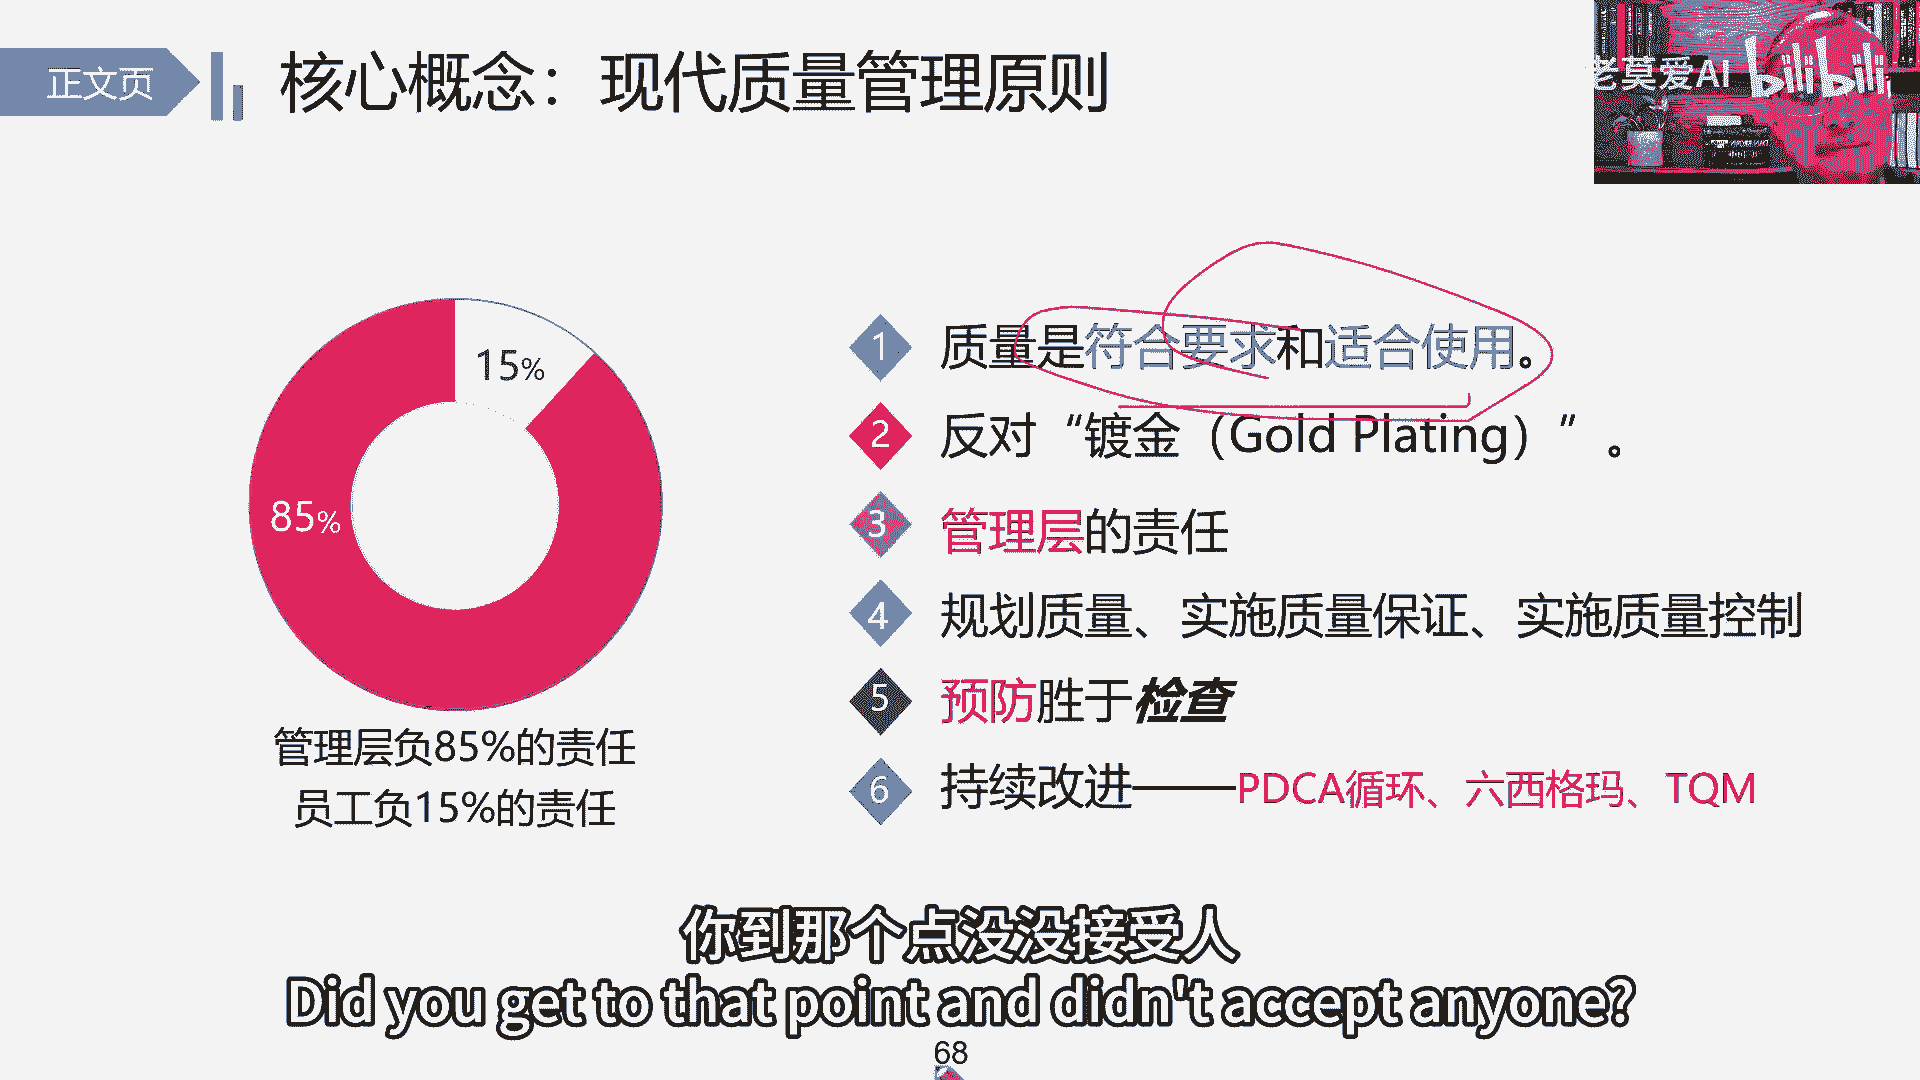 正文页
核心概念：现代质量管理原则
老莫爱AI bilibili
15%
85%
管理层负85%的责任
员工负15%的责任
1 质量是符合要求和适合使用。
2 反对“镀金（Gold Plating）”。
3 管理层的责任
4 规划质量、实施质量保证、实施质量控制
5 预防胜于检查
6 持续改进——PDCA循环、六西格玛、TQM
你到那个点没没接受人
Did you get to that point and didn't accept anyone?
68